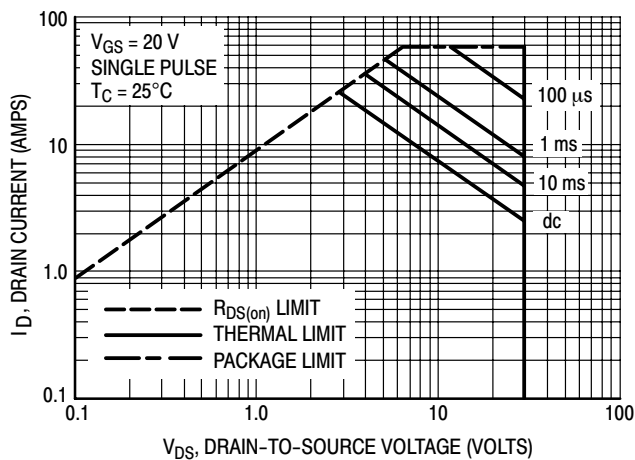 100
V_GS = 20 V
SINGLE PULSE
T_C = 25°C
100 µs
10
1 ms
10 ms
dc
1.0
R_DS(on) LIMIT
THERMAL LIMIT
PACKAGE LIMIT
0.1
0.1
1.0
10
100
I_D, DRAIN CURRENT (AMPS)
V_DS, DRAIN-TO-SOURCE VOLTAGE (VOLTS)